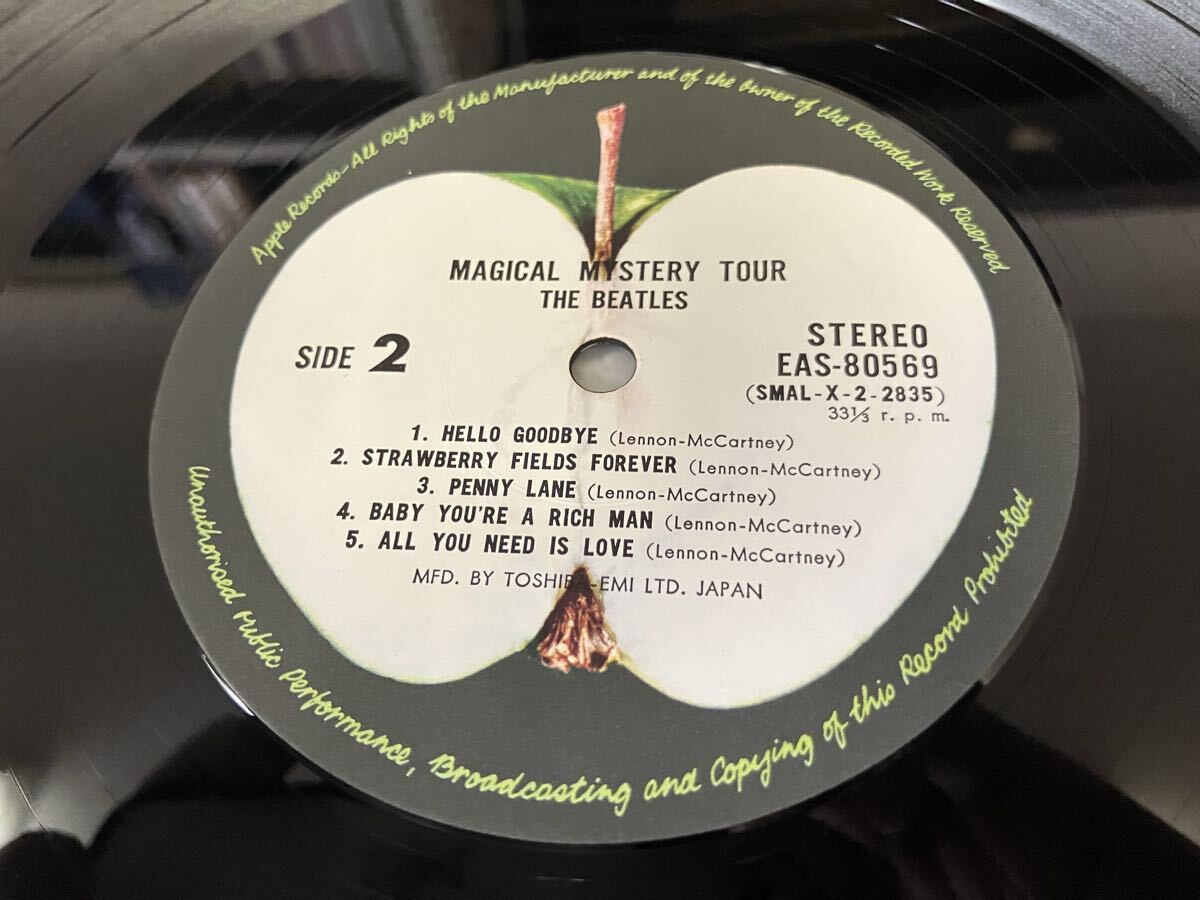 Apple Records-All Rights of the Manufacturer and of the Owner of the Recorded Work Reserved
MAGICAL MYSTERY TOUR
THE BEATLES
SIDE 2
STEREO
EAS-80569
(SMAL-X-2-2835)
33⅓ r. p. m.
1. HELLO GOODBYE (Lennon-McCartney)
2. STRAWBERRY FIELDS FOREVER (Lennon-McCartney)
3. PENNY LANE (Lennon-McCartney)
4. BABY YOU'RE A RICH MAN (Lennon-McCartney)
5. ALL YOU NEED IS LOVE (Lennon-McCartney)
MFD. BY TOSHIBA-EMI LTD. JAPAN
Unauthorised Public Performance, Broadcasting and Copying of this Record Prohibited